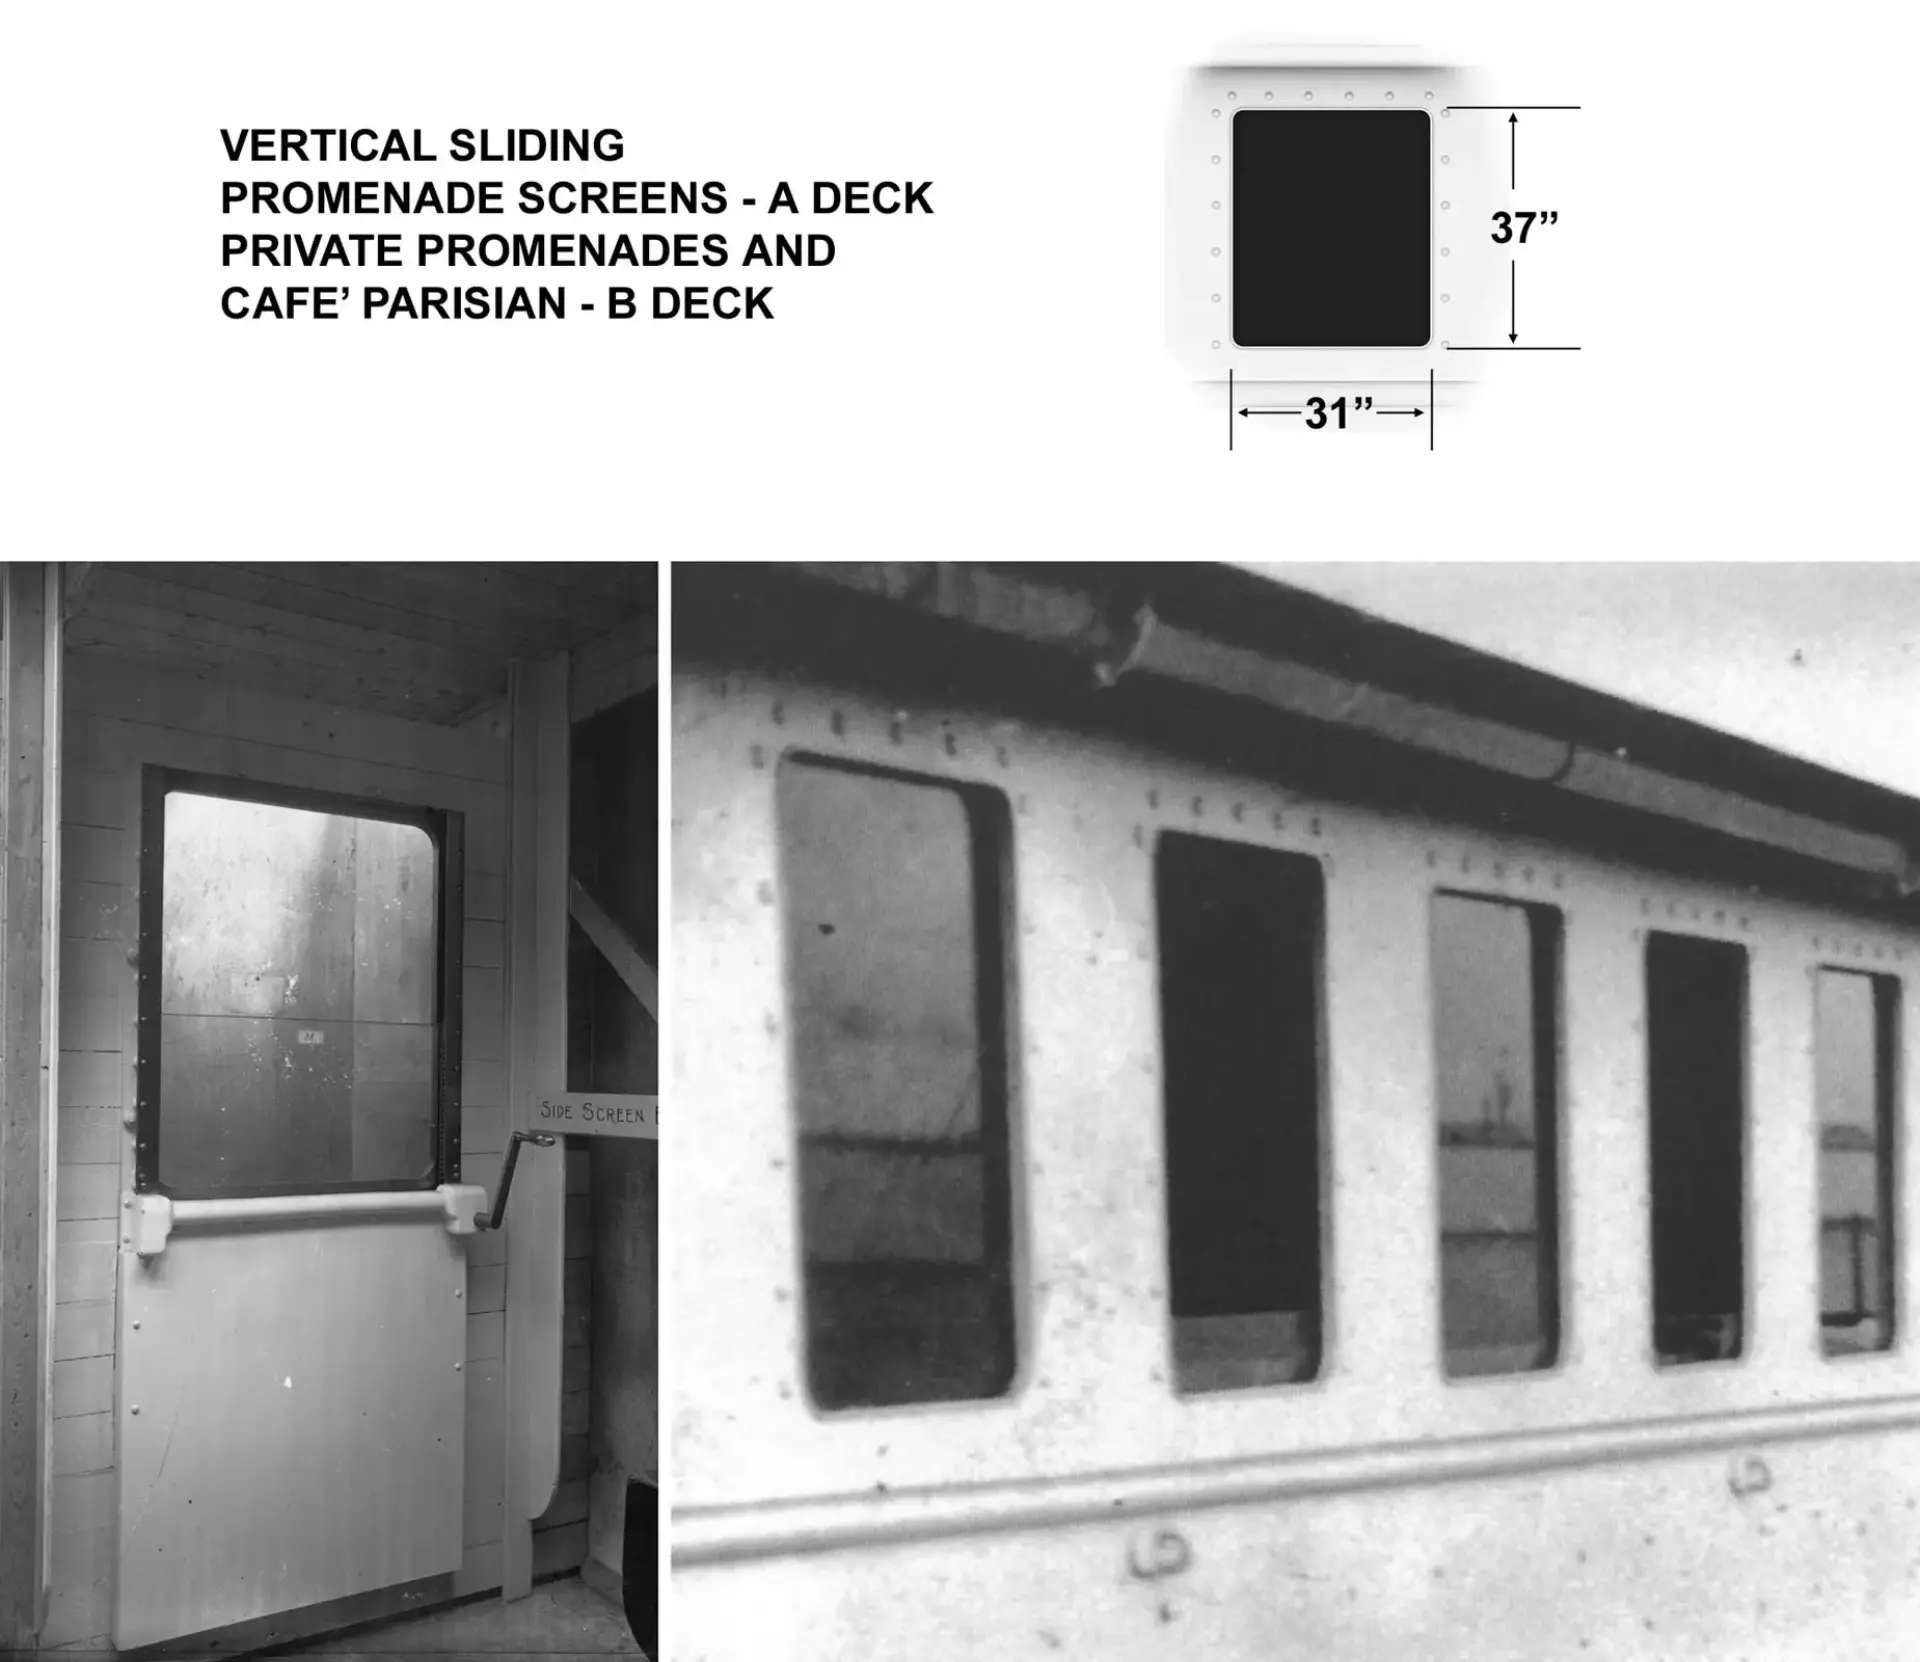 VERTICAL SLIDING
PROMENADE SCREENS - A DECK
PRIVATE PROMENADES AND
CAFE’ PARISIAN - B DECK
37”
31”
SIDE SCREEN